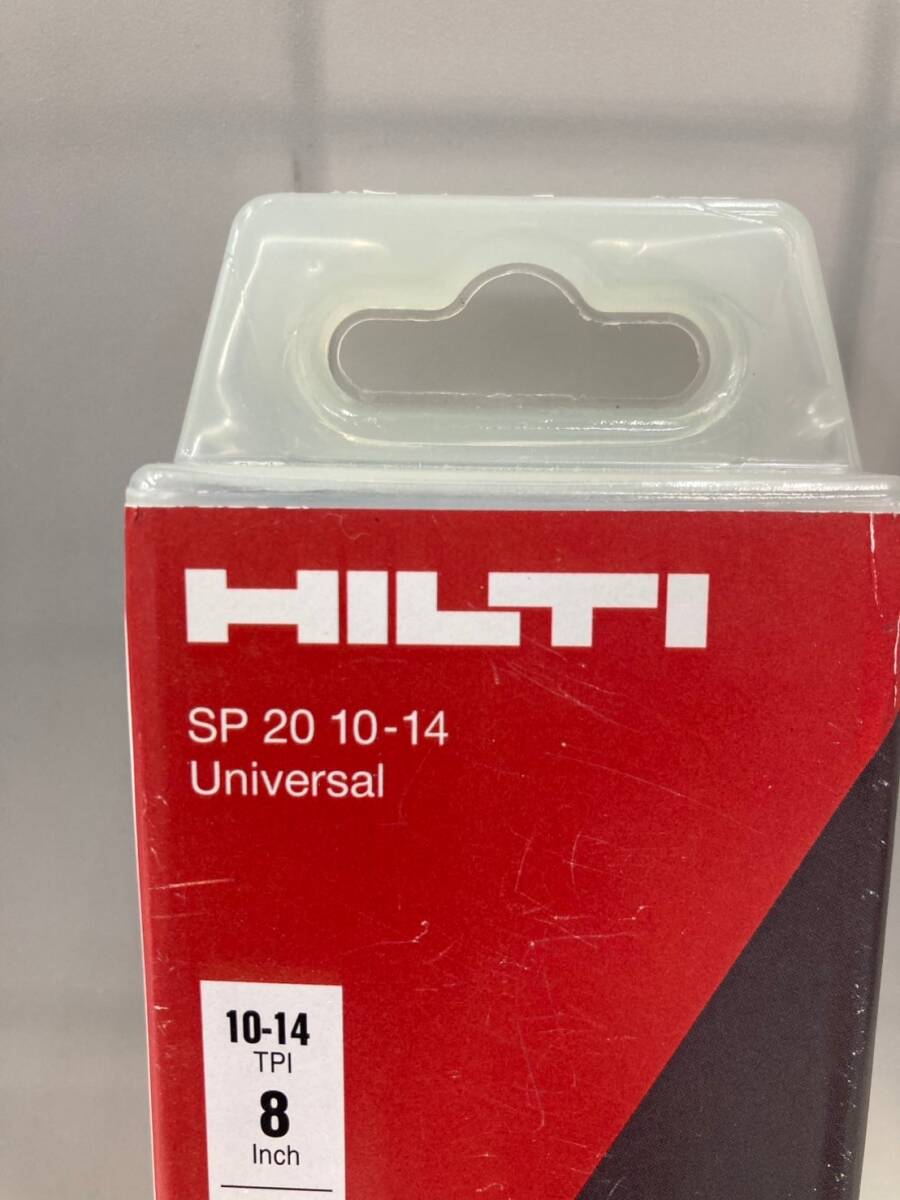 HILTI
SP 20 10-14
Universal
10-14
TPI
8
Inch